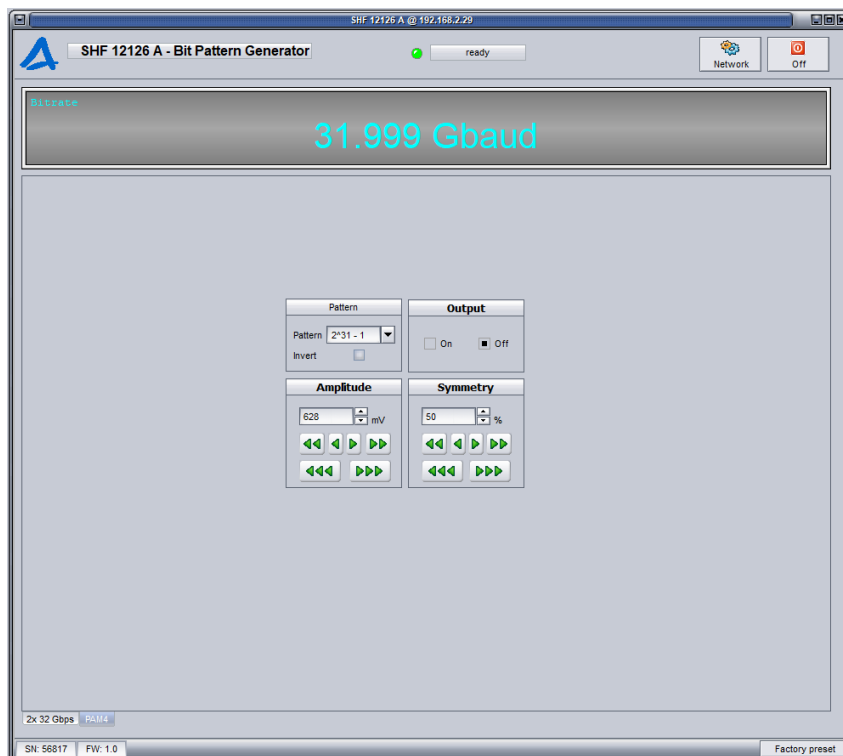 SHF 12126 A @ 192.168.2.29
SHF 12126 A - Bit Pattern Generator
ready
Network
Off
Bitrate
31.999 Gbaud
Pattern
Pattern 2^31 - 1
Invert
Output
On Off
Amplitude
628 mV
Symmetry
50 %
2x 32 Gbps PAM4
SN: 56817 FW: 1.0 Factory preset